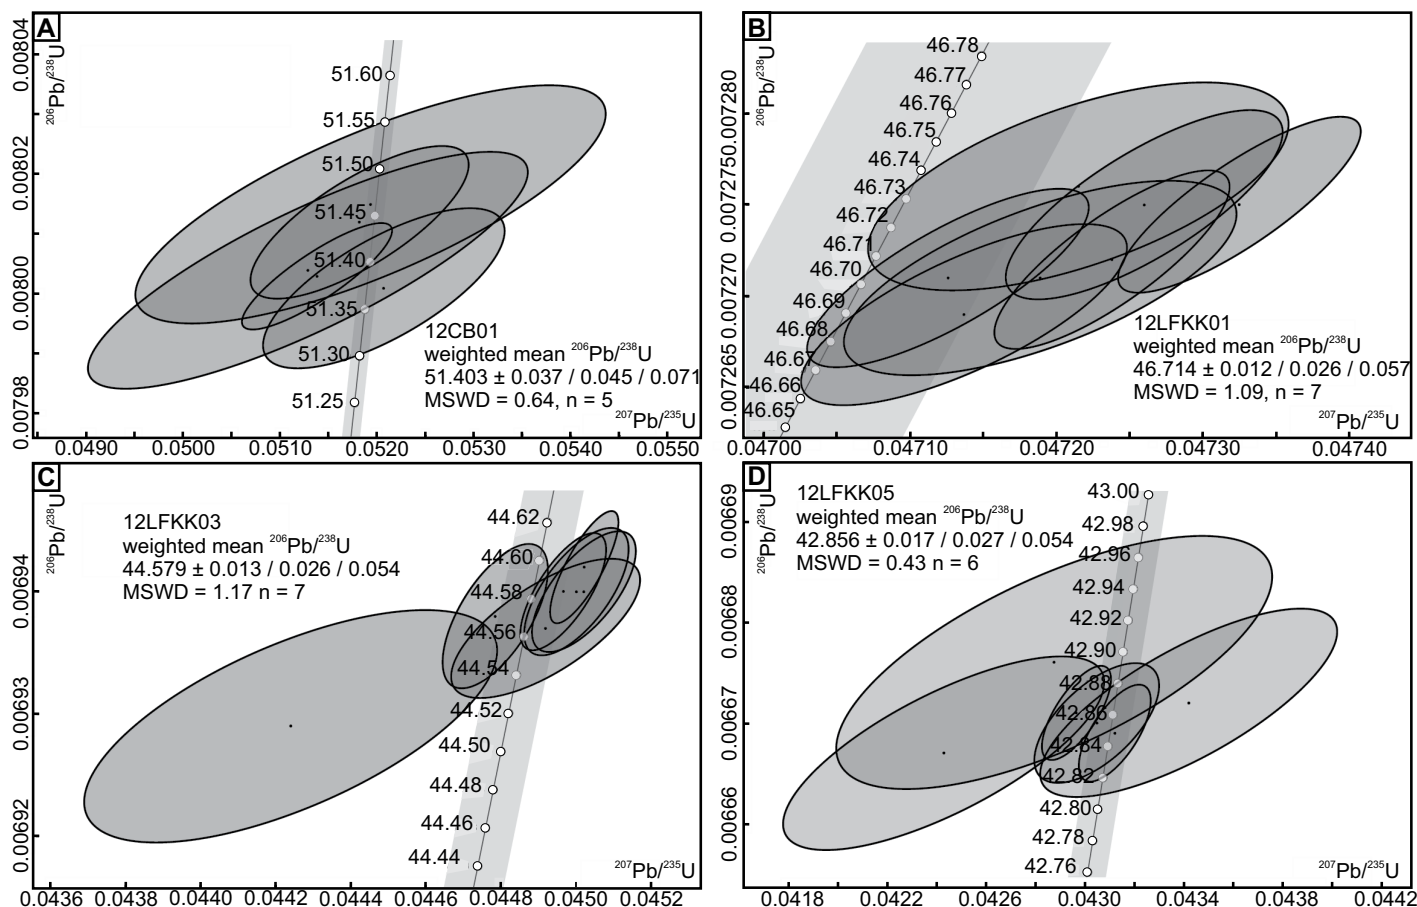 A
0.00804
0.00802
0.00800
0.00798
206Pb/238U
51.60
51.55
51.50
51.45
51.40
51.35
51.30
51.25
12CB01
weighted mean 206Pb/238U
51.403 ± 0.037 / 0.045 / 0.071
MSWD = 0.64, n = 5
207Pb/235U
0.0490 0.0500 0.0510 0.0520 0.0530 0.0540 0.0550
B
0.007280
0.007275
0.007270
0.007265
206Pb/238U
46.78
46.77
46.76
46.75
46.74
46.73
46.72
46.71
46.70
46.69
46.68
46.67
46.66
46.65
12LFKK01
weighted mean 206Pb/238U
46.714 ± 0.012 / 0.026 / 0.057
MSWD = 1.09, n = 7
207Pb/235U
0.04700 0.04710 0.04720 0.04730 0.04740
C
0.00694
0.00693
0.00692
206Pb/238U
12LFKK03
weighted mean 206Pb/238U
44.579 ± 0.013 / 0.026 / 0.054
MSWD = 1.17 n = 7
44.62
44.60
44.58
44.56
44.54
44.52
44.50
44.48
44.46
44.44
207Pb/235U
0.0436 0.0438 0.0440 0.0442 0.0444 0.0446 0.0448 0.0450 0.0452
D
0.00669
0.00668
0.00667
0.00666
206Pb/238U
12LFKK05
weighted mean 206Pb/238U
42.856 ± 0.017 / 0.027 / 0.054
MSWD = 0.43 n = 6
43.00
42.98
42.96
42.94
42.92
42.90
42.88
42.86
42.84
42.82
42.80
42.78
42.76
207Pb/235U
0.0418 0.0422 0.0426 0.0430 0.0434 0.0438 0.0442